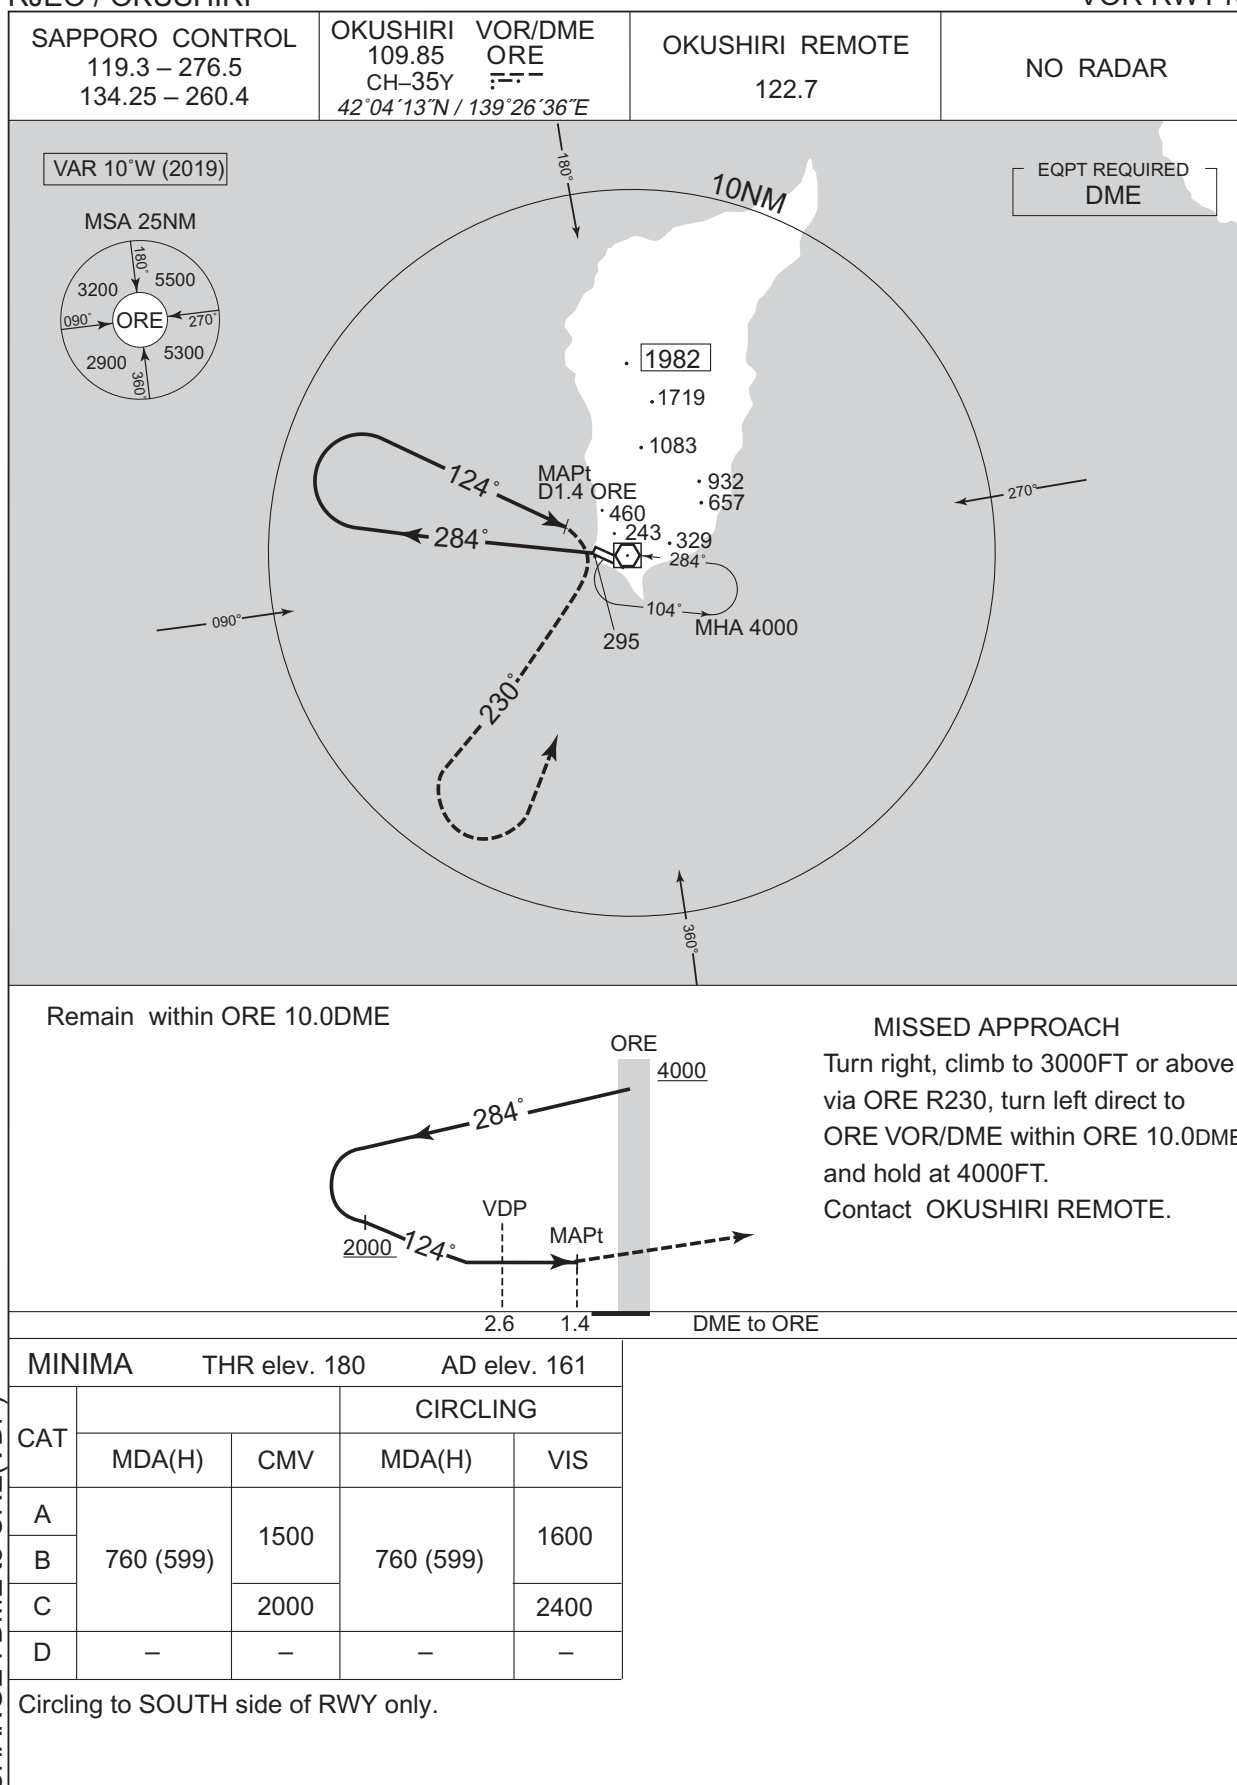 SAPPORO CONTROL
119.3 – 276.5
134.25 – 260.4
OKUSHIRI VOR/DME
109.85 ORE
CH–35Y
42°04´13˝N / 139°26´36˝E
OKUSHIRI REMOTE
122.7
NO RADAR
VAR 10°W (2019)
MSA 25NM
180°
3200
5500
090°
ORE
270°
2900
5300
360°
180°
10NM
EQPT REQUIRED
DME
1982
1719
1083
932
657
MAPt
D1.4 ORE
460
243
329
124°
284°
284°
104°
MHA 4000
295
270°
090°
230°
360°
Remain within ORE 10.0DME
ORE
4000
284°
2000
124°
VDP
MAPt
2.6
1.4
DME to ORE
MISSED APPROACH
Turn right, climb to 3000FT or above
via ORE R230, turn left direct to
ORE VOR/DME within ORE 10.0DME
and hold at 4000FT.
Contact OKUSHIRI REMOTE.
MINIMA THR elev. 180 AD elev. 161
CAT
CIRCLING
MDA(H) CMV MDA(H) VIS
A
B
C
D
760 (599)
1500
2000
760 (599)
1600
2400
– – – –
Circling to SOUTH side of RWY only.